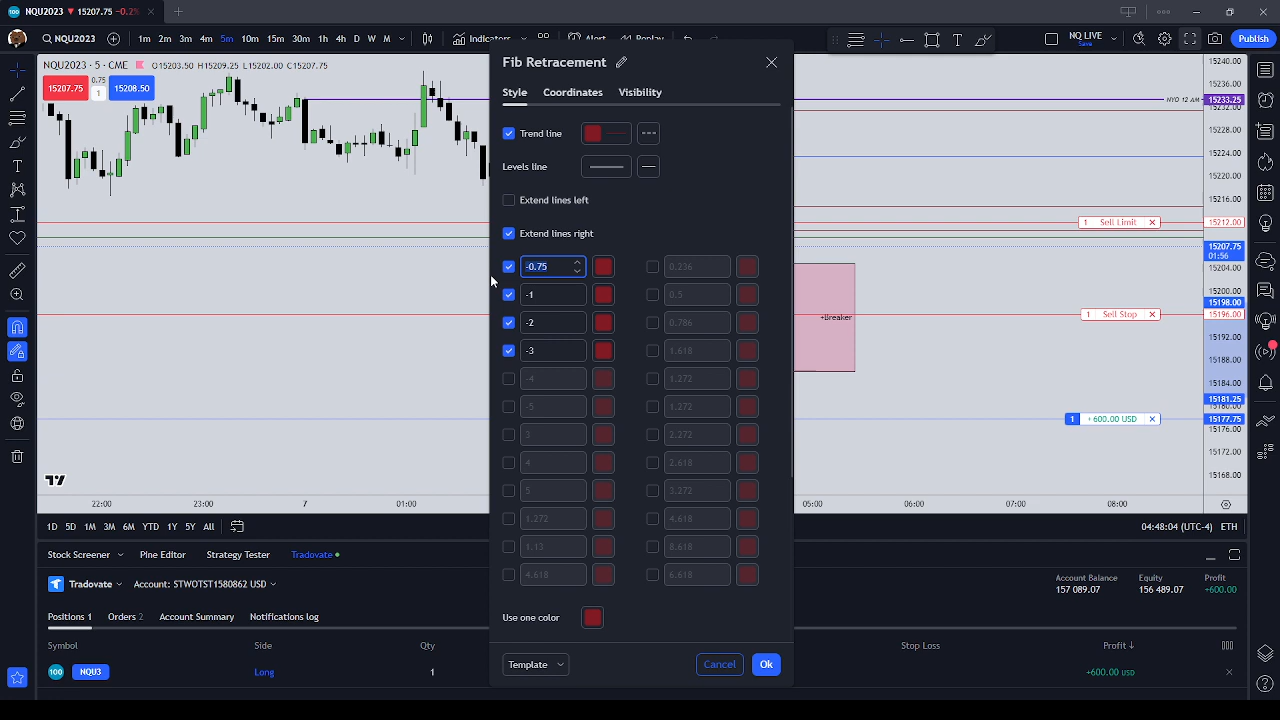 NQU2023 ▼ 15207.75 −0.2%
NQU2023
1m 2m 3m 4m 5m 10m 15m 30m 1h 4h D W M
Indicators
Alert
Replay
NQ LIVE
Save
Publish
NQU2023 · 5 · CME
O15203.50 H15209.25 L15202.00 C15207.75
15207.75
0.75
1
15208.50
Fib Retracement
Style
Coordinates
Visibility
Trend line
Levels line
Extend lines left
Extend lines right
-0.75
0.236
-1
0.5
-2
0.786
-3
1.618
-4
1.272
-5
1.272
3
2.272
4
2.618
5
3.272
1.272
4.618
1.13
8.618
4.618
6.618
Use one color
Template
Cancel
Ok
NYO 12 AM
1 Sell Limit
+Breaker
1 Sell Stop
1 +600.00 USD
15240.00
15233.25
15232.00
15228.00
15224.00
15220.00
15216.00
15212.00
15207.75
01:56
15204.00
15200.00
15198.00
15196.00
15192.00
15188.00
15184.00
15181.25
15180.00
15177.75
15176.00
15172.00
15168.00
22:00
23:00
7
01:00
05:00
06:00
07:00
08:00
1D 5D 1M 3M 6M YTD 1Y 5Y All
04:48:04 (UTC-4) ETH
Stock Screener
Pine Editor
Strategy Tester
Tradovate
Tradovate
Account: STWOTST1580862 USD
Account Balance
157 089.07
Equity
156 489.07
Profit
+600.00
Positions 1
Orders 2
Account Summary
Notifications log
Symbol
Side
Qty
Stop Loss
Profit ↓
100
NQU3
Long
1
+600.00 USD